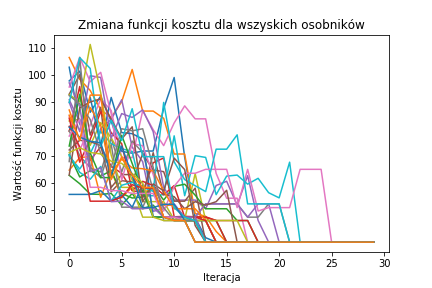 Zmiana funkcji kosztu dla wszyskich osobników
Wartość funkcji kosztu
110
100
90
80
70
60
50
40
0 5 10 15 20 25 30
Iteracja